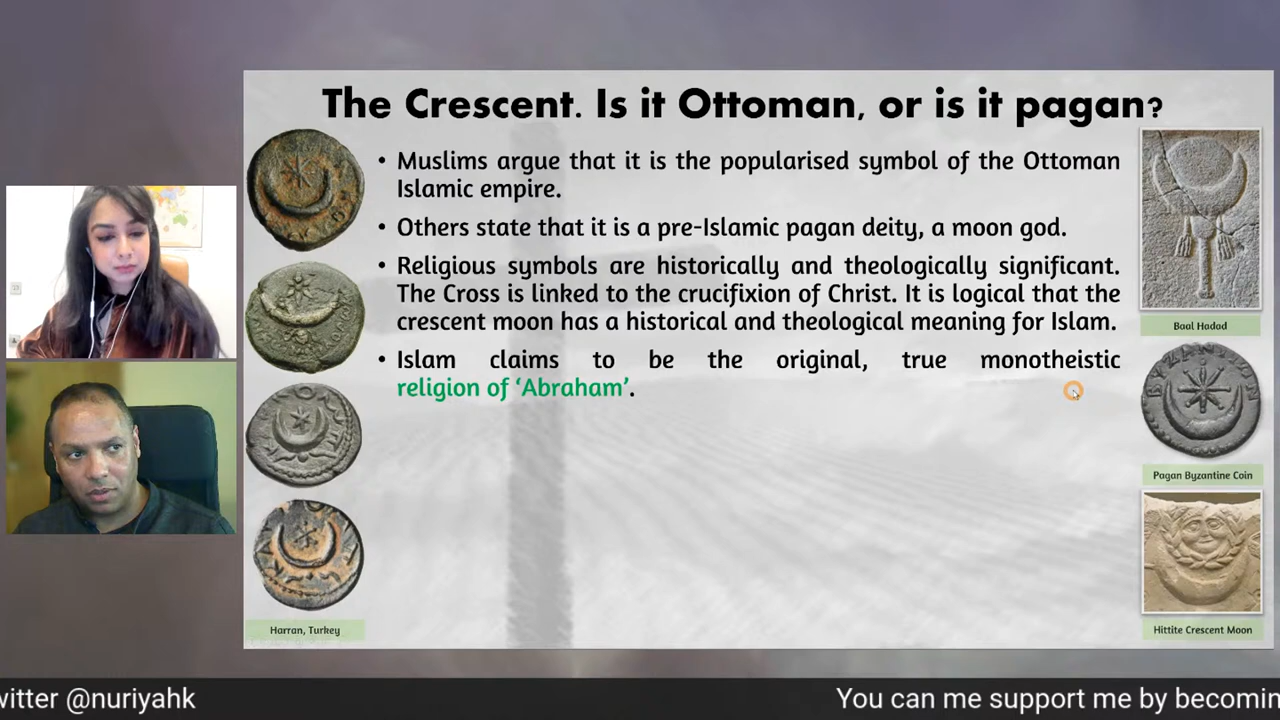 The Crescent. Is it Ottoman, or is it pagan?
• Muslims argue that it is the popularised symbol of the Ottoman
Islamic empire.
• Others state that it is a pre-Islamic pagan deity, a moon god.
• Religious symbols are historically and theologically significant.
The Cross is linked to the crucifixion of Christ. It is logical that the
crescent moon has a historical and theological meaning for Islam.
• Islam claims to be the original, true monotheistic
religion of ‘Abraham’.
Harran, Turkey
Baal Hadad
Pagan Byzantine Coin
Hittite Crescent Moon
witter @nuriyahk
You can me support me by becomin